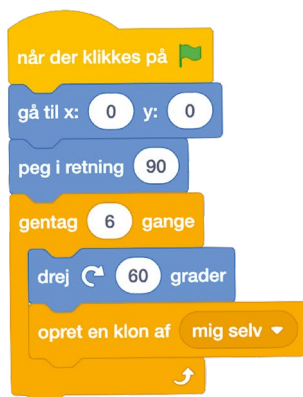 når der klikkes på
gå til x: 0 y: 0
peg i retning 90
gentag 6 gange
drej 60 grader
opret en klon af mig selv